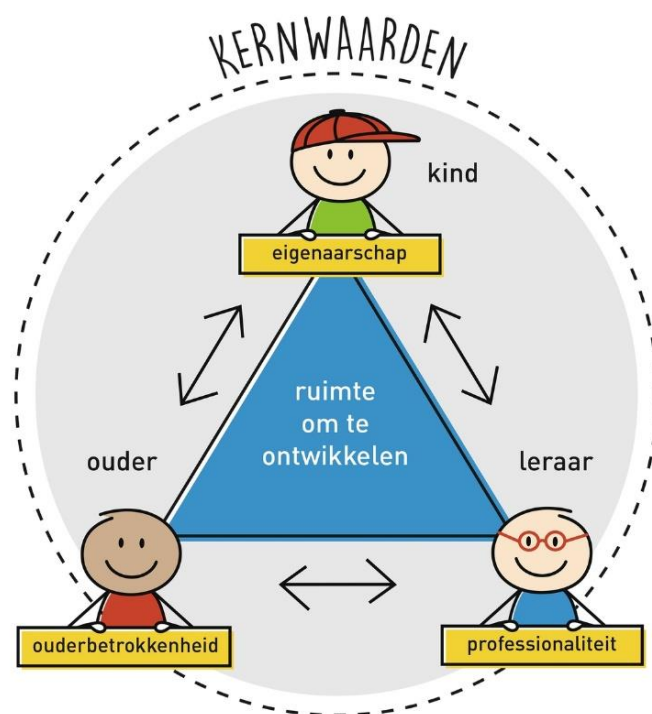 KERNWAARDEN
kind
eigenaarschap
ruimte
om te
ontwikkelen
ouder
leraar
ouderbetrokkenheid
professionaliteit